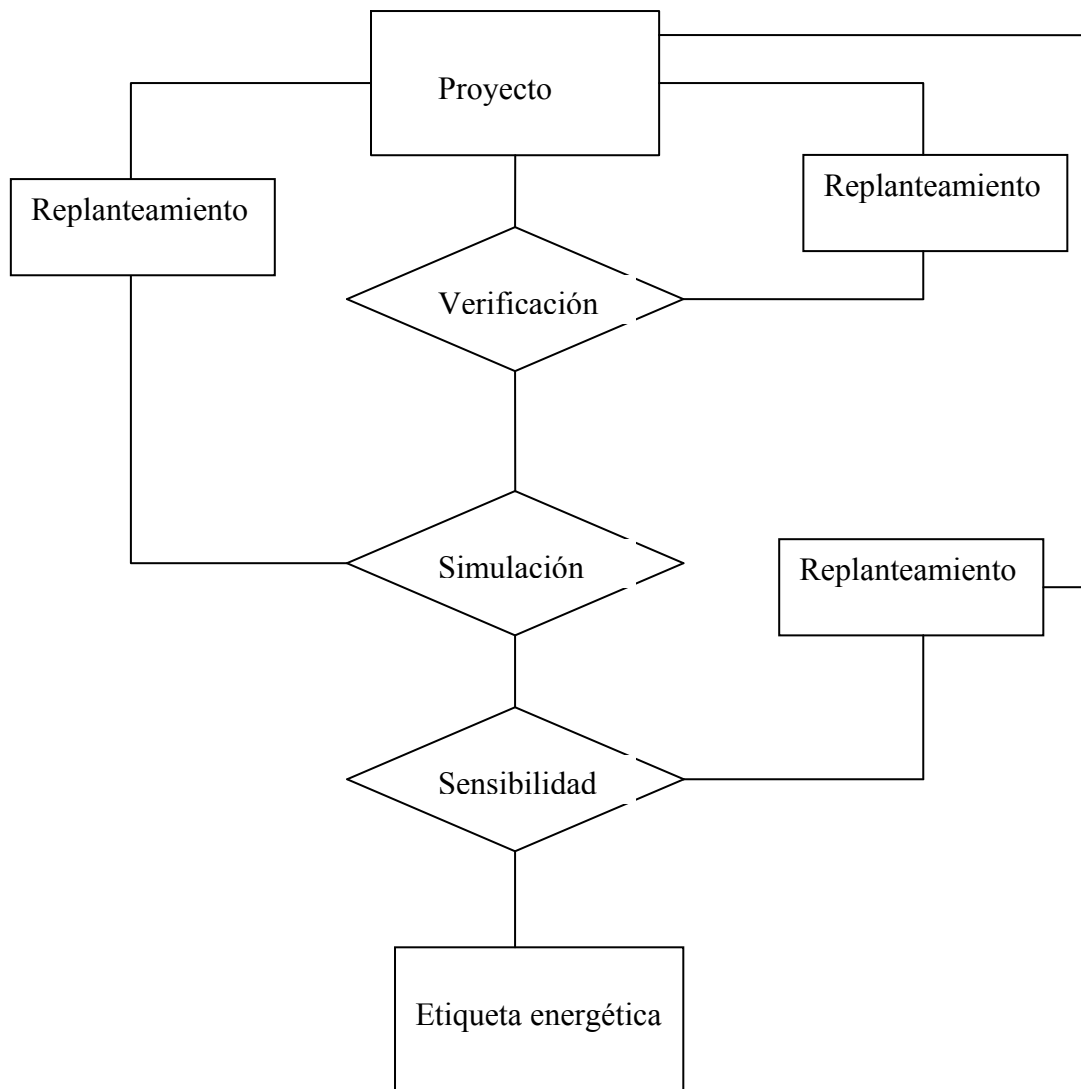 Proyecto
Replanteamiento
Replanteamiento
Verificación
Simulación
Replanteamiento
Sensibilidad
Etiqueta energética